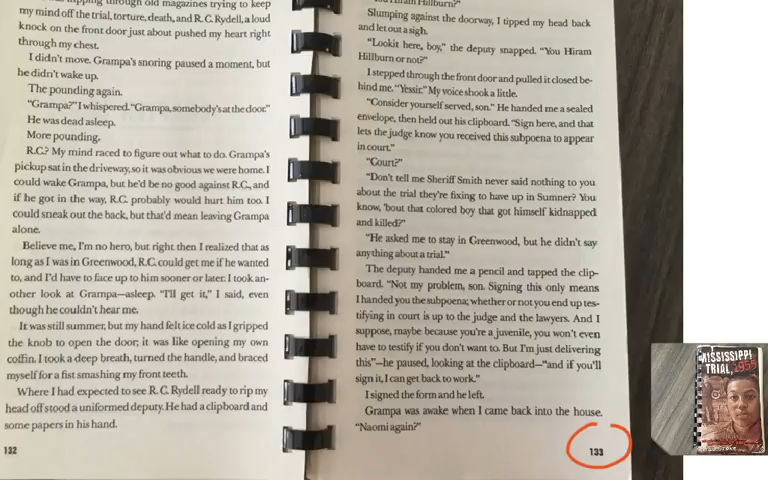 through old magazines trying to keep
my mind off the trial, torture, death, and R.C. Rydell, a loud
knock on the front door just about pushed my heart right
through my chest.
I didn't move. Grampa's snoring paused a moment, but
he didn't wake up.
The pounding again.
"Grampa?" I whispered. "Grampa, somebody's at the door."
He was dead asleep.
More pounding.
R.C.? My mind raced to figure out what to do. Grampa's
pickup sat in the driveway, so it was obvious we were home. I
could wake Grampa, but he'd be no good against R.C., and
if he got in the way, R.C. probably would hurt him too. I
could sneak out the back, but that'd mean leaving Grampa
alone.
Believe me, I'm no hero, but right then I realized that as
long as I was in Greenwood, R.C. could get me if he wanted
to, and I'd have to face up to him sooner or later. I took an-
other look at Grampa—asleep. "I'll get it," I said, even
though he couldn't hear me.
It was still summer, but my hand felt ice cold as I gripped
the knob to open the door; it was like opening my own
coffin. I took a deep breath, turned the handle, and braced
myself for a fist smashing my front teeth.
Where I had expected to see R.C. Rydell ready to rip my
head off stood a uniformed deputy. He had a clipboard and
some papers in his hand.
132
Hiram Hillburn?"
Slumping against the doorway, I tipped my head back
and let out a sigh.
"Lookit here, boy," the deputy snapped. "You Hiram
Hillburn or not?"
I stepped through the front door and pulled it closed be-
hind me. "Yessir." My voice shook a little.
"Consider yourself served, son." He handed me a sealed
envelope, then held out his clipboard. "Sign here, and that
lets the judge know you received this subpoena to appear
in court."
"Court?"
"Don't tell me Sheriff Smith never said nothing to you
about the trial they're fixing to have up in Sumner? You
know, 'bout that colored boy that got himself kidnapped
and killed?"
"He asked me to stay in Greenwood, but he didn't say
anything about a trial."
The deputy handed me a pencil and tapped the clip-
board. "Not my problem, son. Signing this only means
I handed you the subpoena; whether or not you end up tes-
tifying in court is up to the judge and the lawyers. And I
suppose, maybe because you're a juvenile, you won't even
have to testify if you don't want to. But I'm just delivering
this"—he paused, looking at the clipboard—"and if you'll
sign it, I can get back to work."
I signed the form and he left.
Grampa was awake when I came back into the house.
"Naomi again?"
133
MISSISSIPPI
TRIAL, 1955